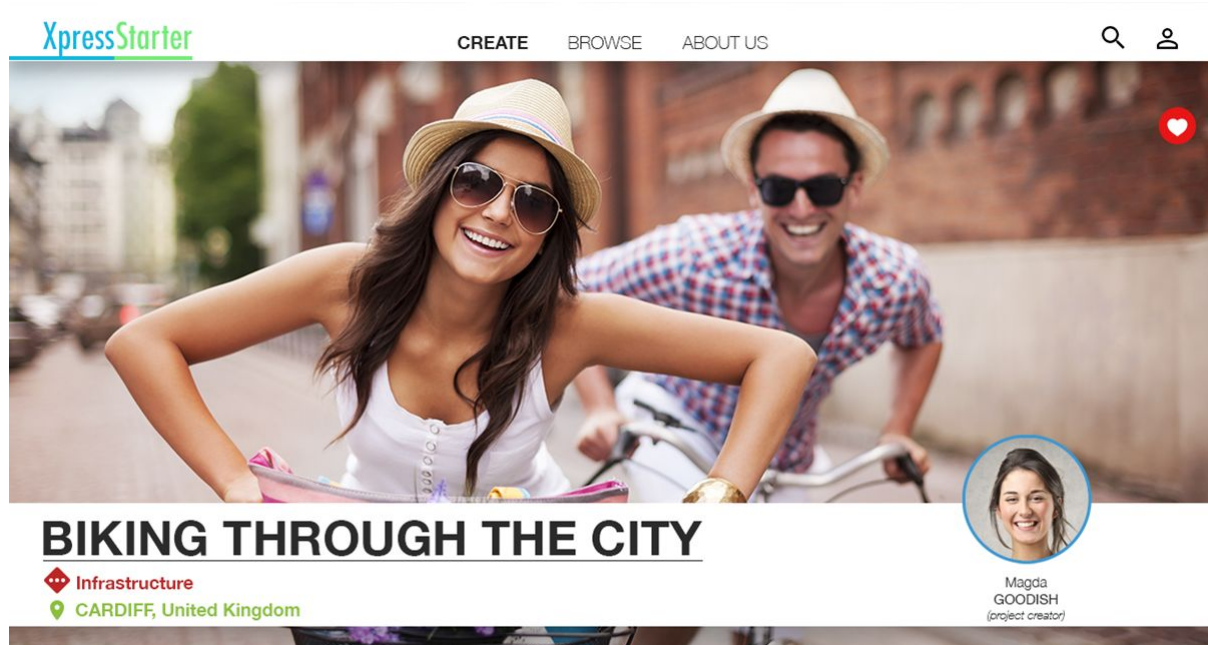 XpressStarter
CREATE BROWSE ABOUT US
BIKING THROUGH THE CITY
Infrastructure
CARDIFF, United Kingdom
Magda
GOODISH
(project creator)